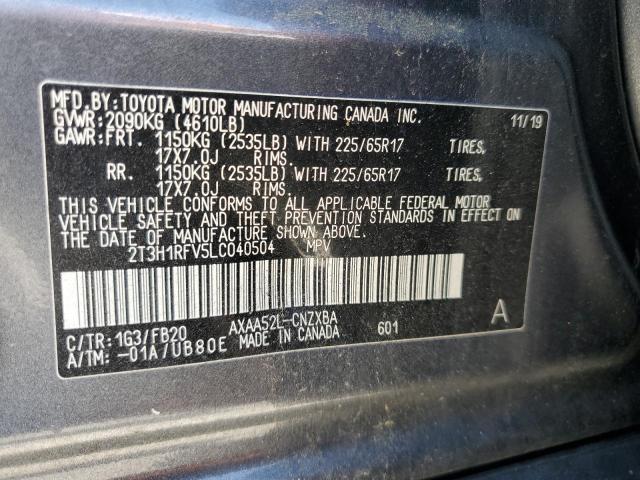 MFD.BY:TOYOTA MOTOR MANUFACTURING CANADA INC. 11/19
GVWR:2090KG (4610LB)
GAWR:FRT. 1150KG (2535LB) WITH 225/65R17 TIRES,
17X7.0J RIMS.
RR. 1150KG (2535LB) WITH 225/65R17 TIRES,
17X7.0J RIMS.
THIS VEHICLE CONFORMS TO ALL APPLICABLE FEDERAL MOTOR
VEHICLE SAFETY AND THEFT PREVENTION STANDARDS IN EFFECT ON
THE DATE OF MANUFACTURE SHOWN ABOVE.
2T3H1RFV5LC040504 MPV
C/TR:1G3/FB20 AXAA52L-CNZXBA 601 A
A/TM:-01A/UB80E MADE IN CANADA